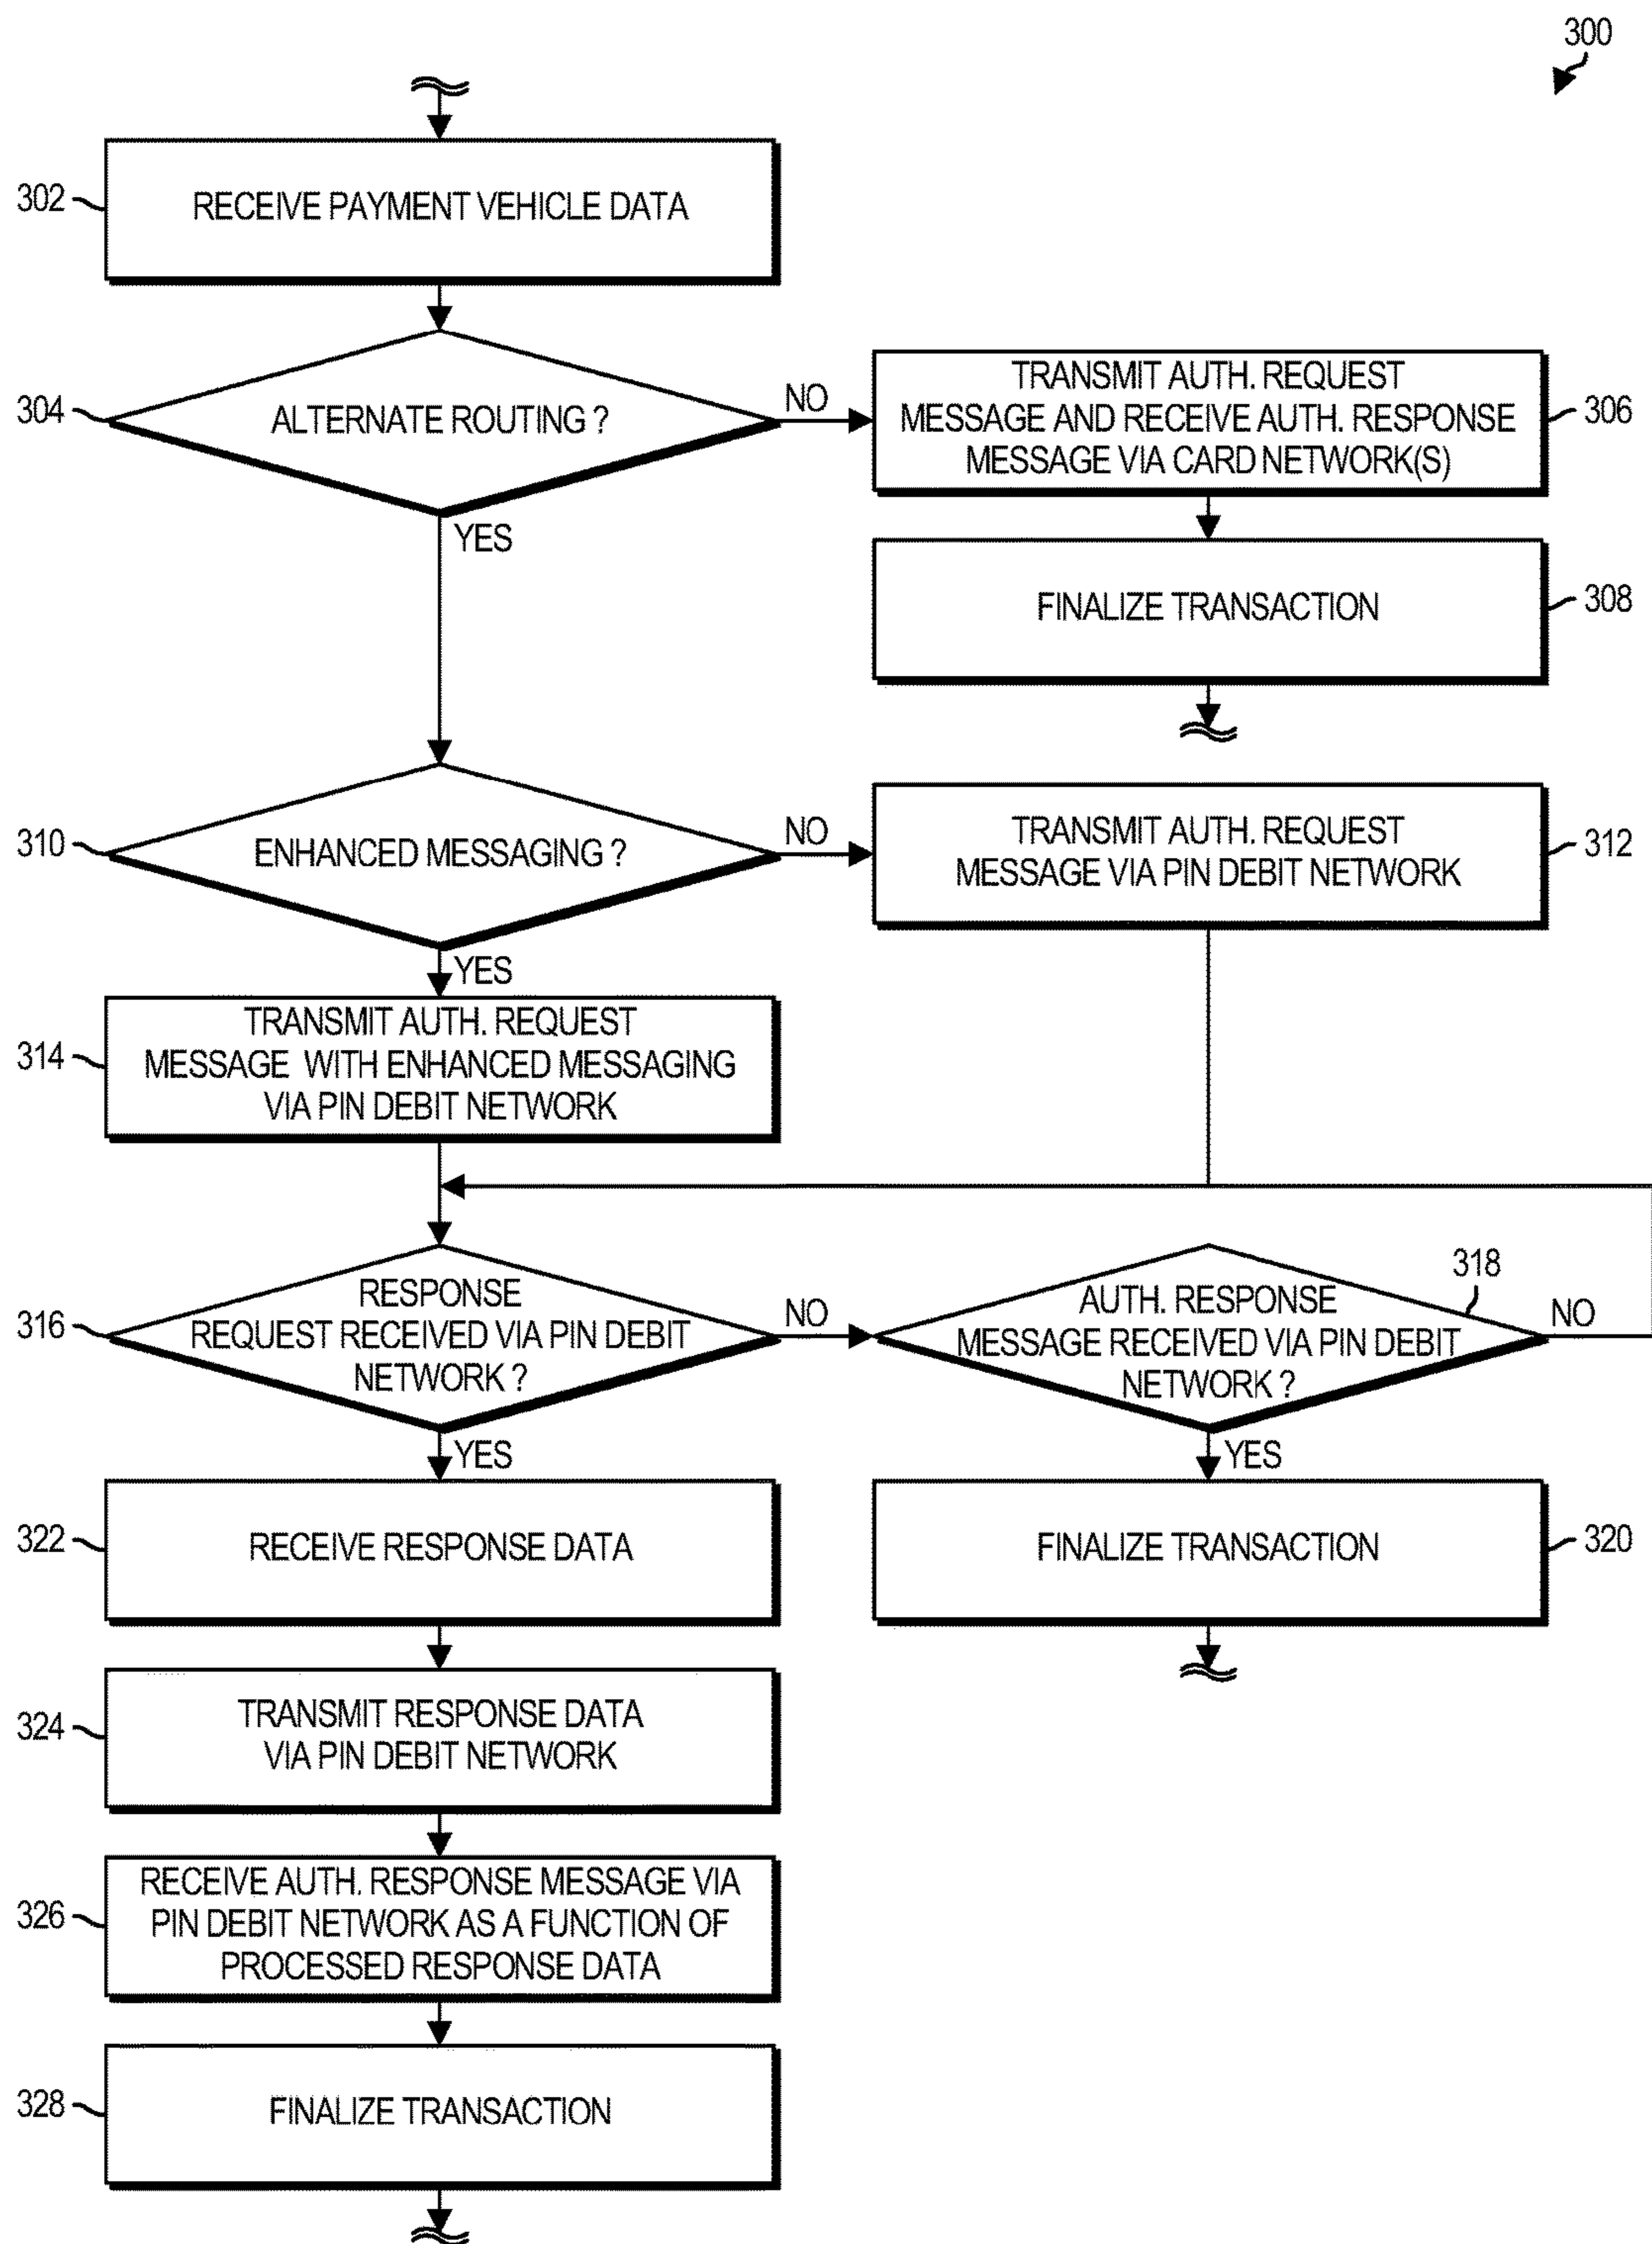 300
302
RECEIVE PAYMENT VEHICLE DATA
304
ALTERNATE ROUTING ?
NO
TRANSMIT AUTH. REQUEST
MESSAGE AND RECEIVE AUTH. RESPONSE
MESSAGE VIA CARD NETWORK(S)
306
YES
FINALIZE TRANSACTION
308
310
ENHANCED MESSAGING ?
NO
TRANSMIT AUTH. REQUEST
MESSAGE VIA PIN DEBIT NETWORK
312
YES
314
TRANSMIT AUTH. REQUEST
MESSAGE WITH ENHANCED MESSAGING
VIA PIN DEBIT NETWORK
316
RESPONSE
REQUEST RECEIVED VIA PIN DEBIT
NETWORK ?
NO
318
AUTH. RESPONSE
MESSAGE RECEIVED VIA PIN DEBIT
NETWORK ?
NO
YES
YES
322
RECEIVE RESPONSE DATA
FINALIZE TRANSACTION
320
324
TRANSMIT RESPONSE DATA
VIA PIN DEBIT NETWORK
326
RECEIVE AUTH. RESPONSE MESSAGE VIA
PIN DEBIT NETWORK AS A FUNCTION OF
PROCESSED RESPONSE DATA
328
FINALIZE TRANSACTION